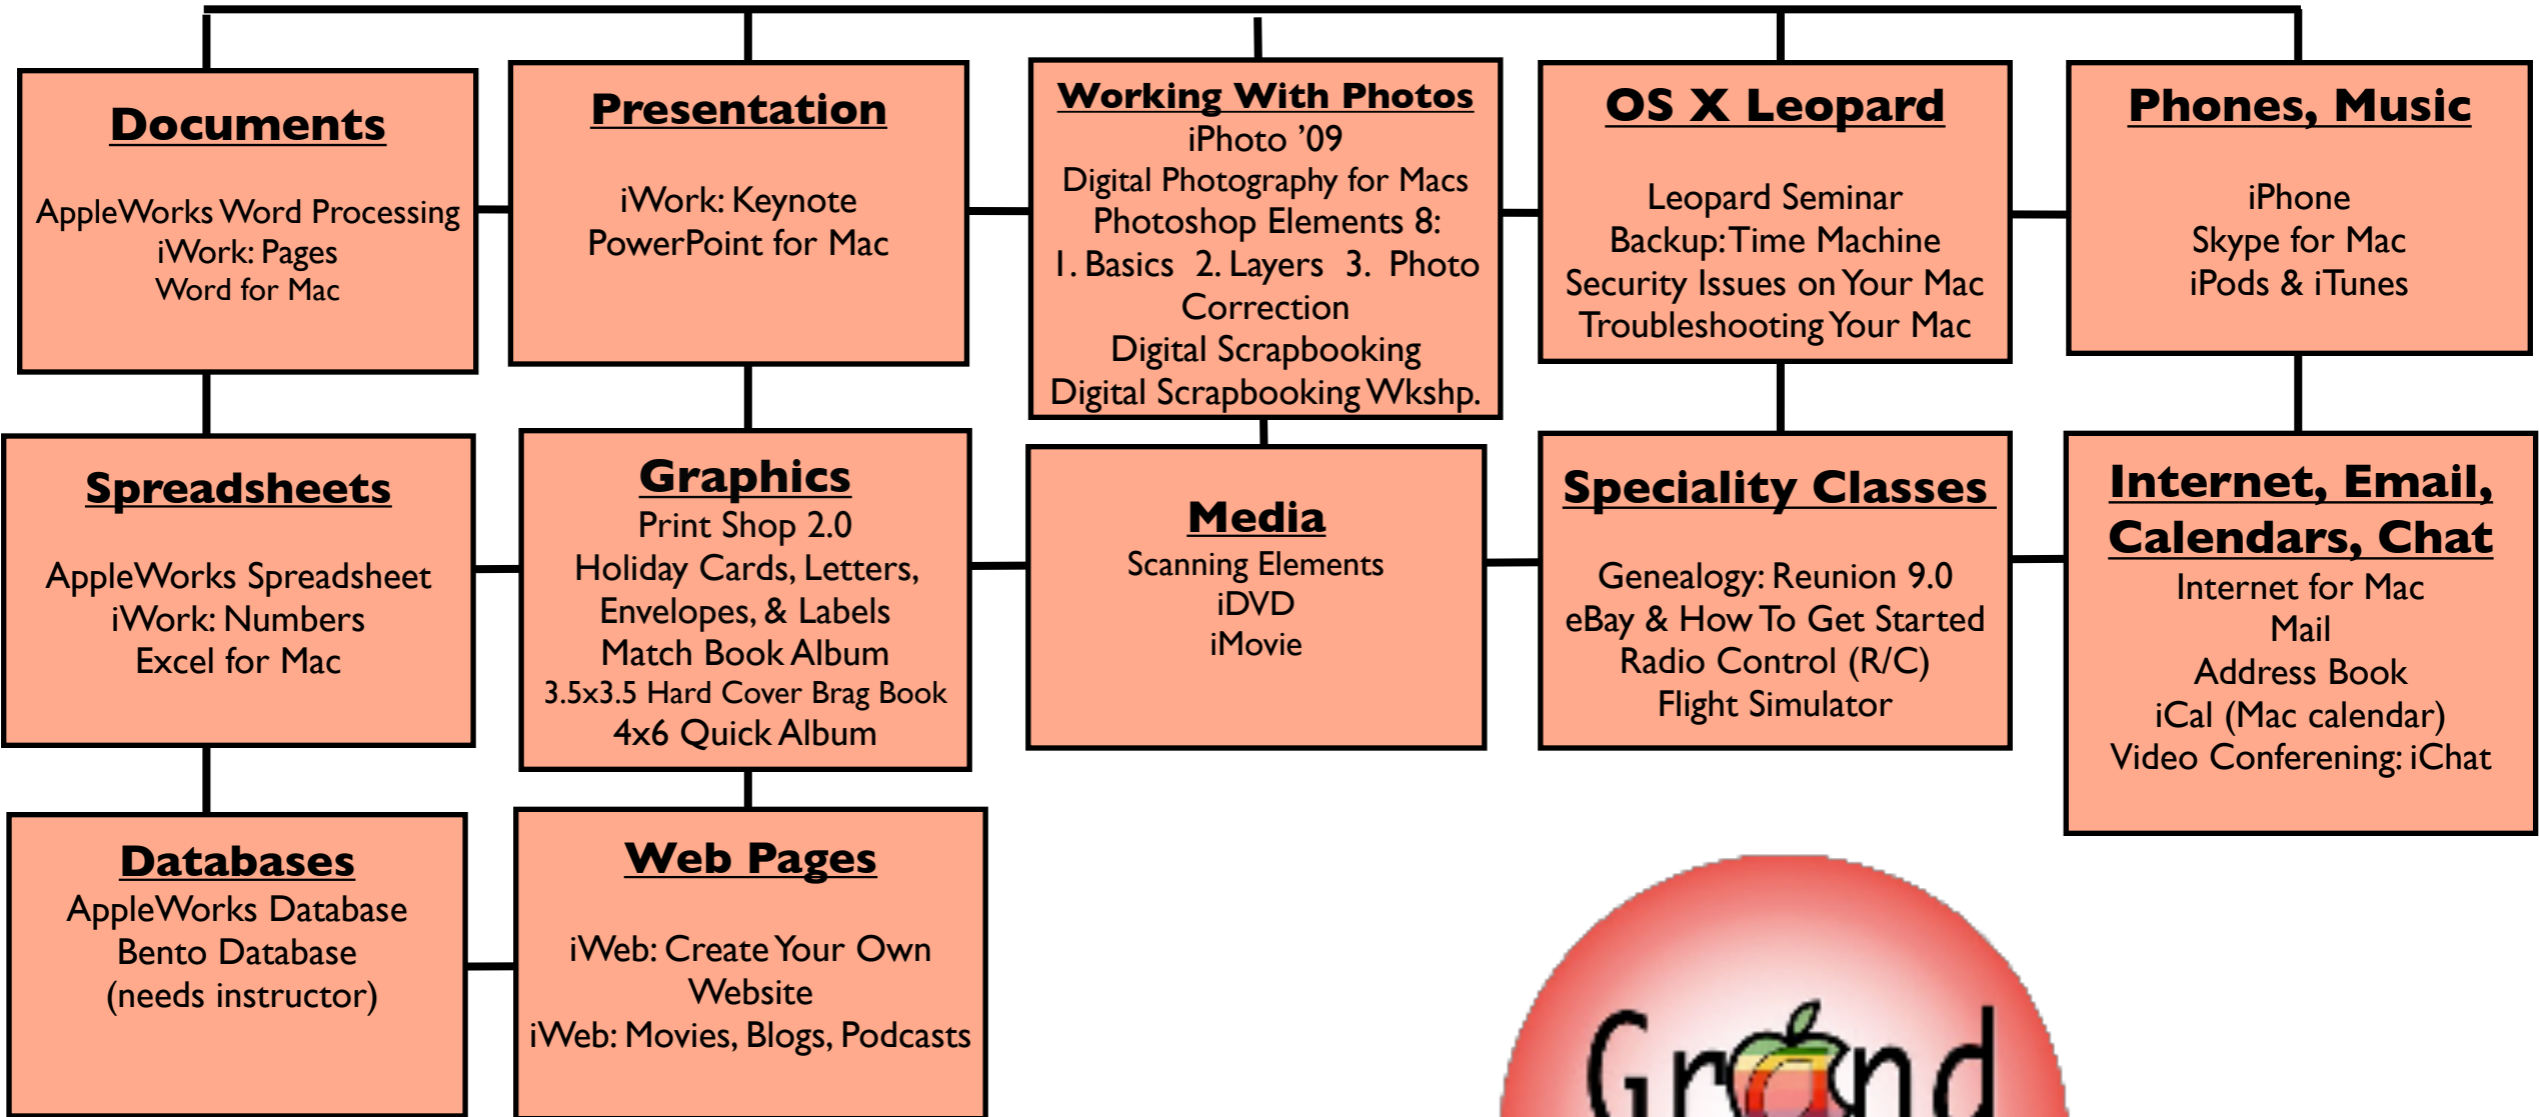 Documents
AppleWorks Word Processing
iWork: Pages
Word for Mac
Presentation
iWork: Keynote
PowerPoint for Mac
Working With Photos
iPhoto ’09
Digital Photography for Macs
Photoshop Elements 8:
1. Basics 2. Layers 3. Photo
Correction
Digital Scrapbooking
Digital Scrapbooking Wkshp.
OS X Leopard
Leopard Seminar
Backup: Time Machine
Security Issues on Your Mac
Troubleshooting Your Mac
Phones, Music
iPhone
Skype for Mac
iPods & iTunes
Spreadsheets
AppleWorks Spreadsheet
iWork: Numbers
Excel for Mac
Graphics
Print Shop 2.0
Holiday Cards, Letters,
Envelopes, & Labels
Match Book Album
3.5x3.5 Hard Cover Brag Book
4x6 Quick Album
Media
Scanning Elements
iDVD
iMovie
Speciality Classes
Genealogy: Reunion 9.0
eBay & How To Get Started
Radio Control (R/C)
Flight Simulator
Internet, Email,
Calendars, Chat
Internet for Mac
Mail
Address Book
iCal (Mac calendar)
Video Conferening: iChat
Databases
AppleWorks Database
Bento Database
(needs instructor)
Web Pages
iWeb: Create Your Own
Website
iWeb: Movies, Blogs, Podcasts
Grand